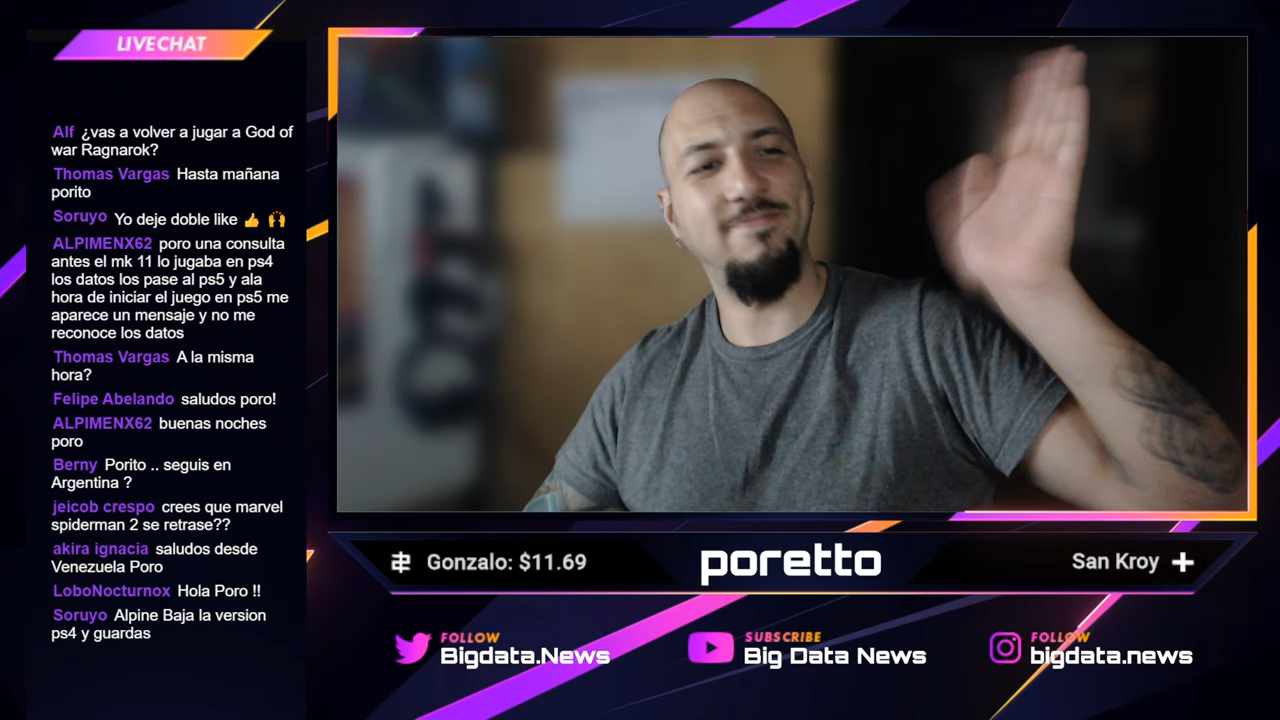 LIVECHAT
Alf ¿vas a volver a jugar a God of
war Ragnarok?
Thomas Vargas Hasta mañana
porito
Soruyo Yo deje doble like 👍 🙌
ALPIMENX62 poro una consulta
antes el mk 11 lo jugaba en ps4
los datos los pase al ps5 y ala
hora de iniciar el juego en ps5 me
aparece un mensaje y no me
reconoce los datos
Thomas Vargas A la misma
hora?
Felipe Abelando saludos poro!
ALPIMENX62 buenas noches
poro
Berny Porito .. seguis en
Argentina ?
jeicob crespo crees que marvel
spiderman 2 se retrase??
akira ignacia saludos desde
Venezuela Poro
LoboNocturnox Hola Poro !!
Soruyo Alpine Baja la version
ps4 y guardas
Gonzalo: $11.69
poretto
San Kroy
FOLLOW
Bigdata.News
SUBSCRIBE
Big Data News
FOLLOW
bigdata.news